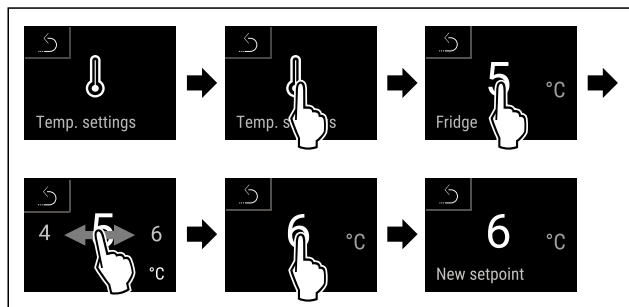 Temp. settings
Temp. s s
5 °C
Fridge
4 5 6
°C
6 °C
6 °C
New setpoint